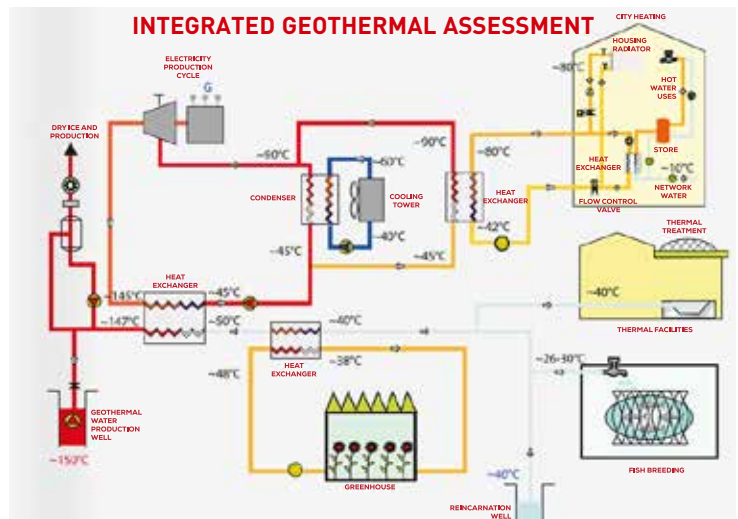 INTEGRATED GEOTHERMAL ASSESSMENT
CITY HEATING
HOUSING
RADIATOR
~80°C
HOT
WATER
USES
ELECTRICITY
PRODUCTION
CYCLE
G
DRY ICE AND
PRODUCTION
~90°C
~60°C
~90°C
~80°C
STORE
HEAT
EXCHANGER
~10°C
CONDENSER
COOLING
TOWER
HEAT
EXCHANGER
NETWORK
WATER
FLOW CONTROL
VALVE
~40°C
~42°C
~45°C
~45°C
THERMAL
TREATMENT
HEAT
EXCHANGER
~145°C
~45°C
~40°C
~147°C
~50°C
~40°C
THERMAL FACILITIES
HEAT
EXCHANGER
~48°C
~38°C
~26-30°C
GEOTHERMAL
WATER
PRODUCTION
WELL
~150°C
GREENHOUSE
~40°C
FISH BREEDING
REINCARNATION
WELL